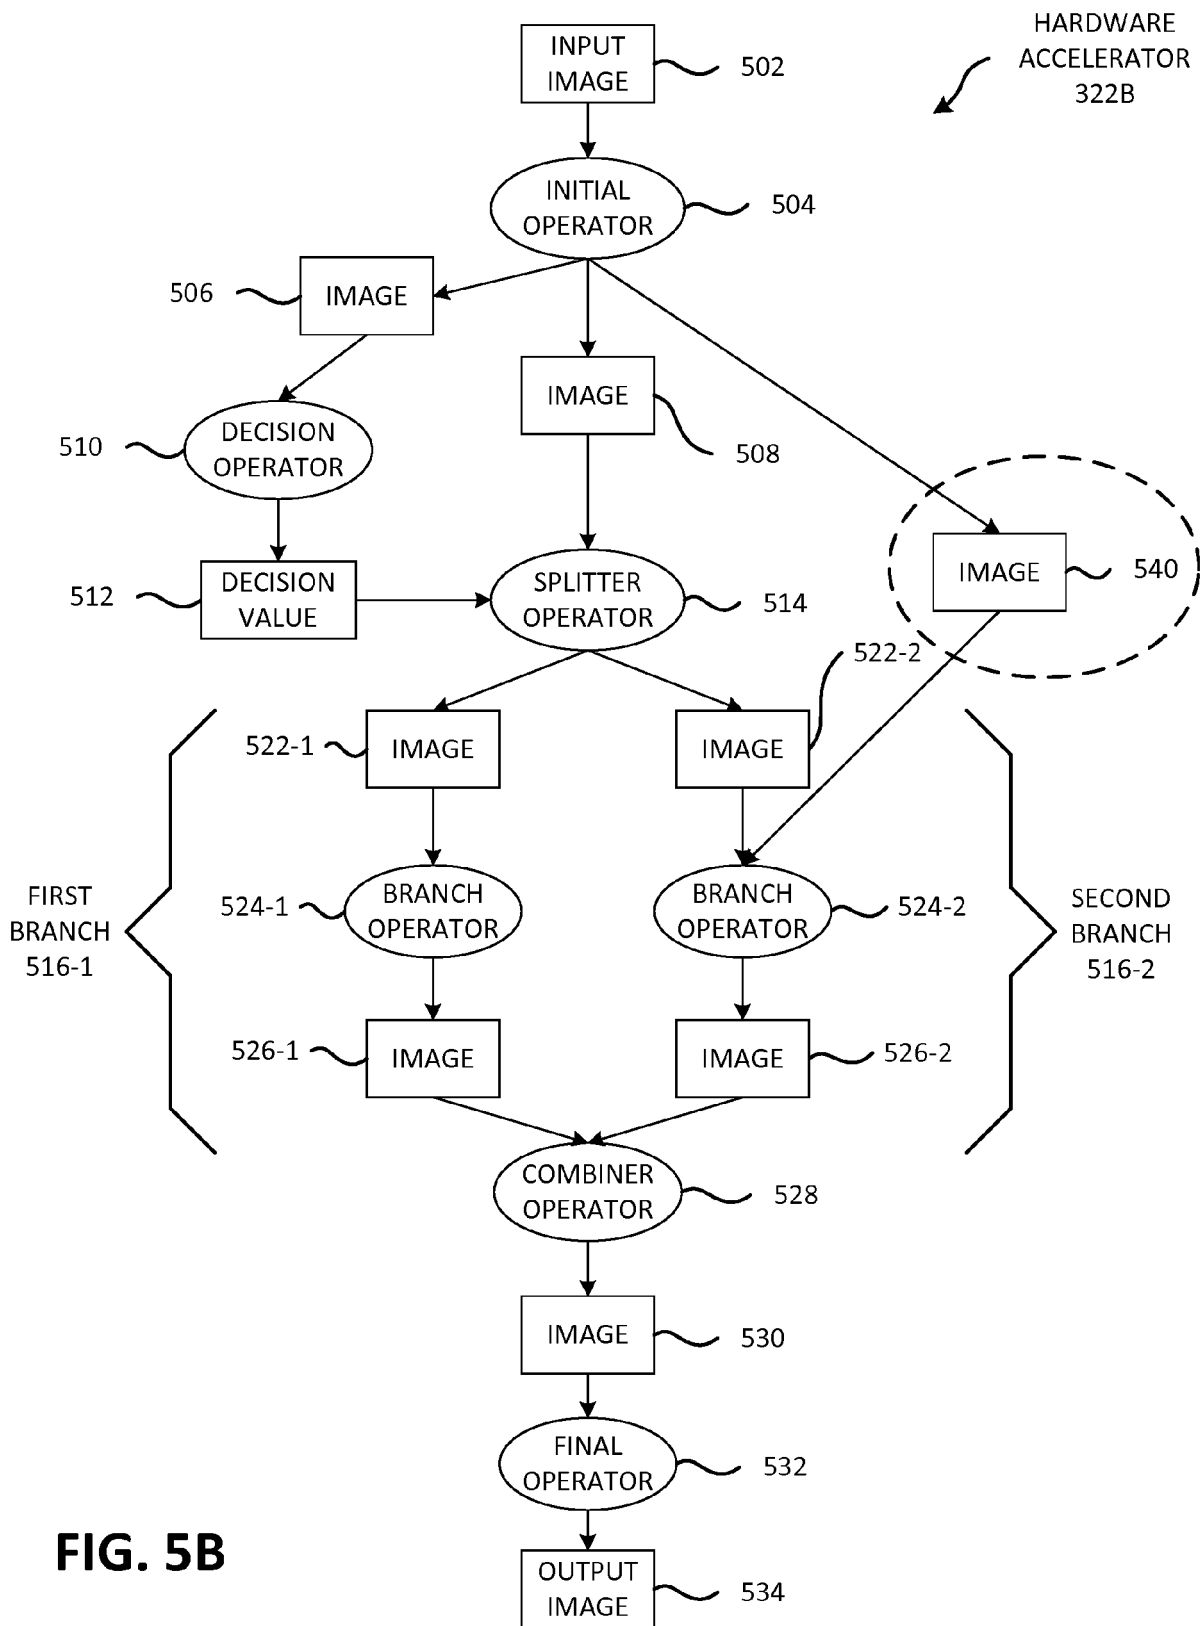 HARDWARE
ACCELERATOR
322B
INPUT
IMAGE
502
INITIAL
OPERATOR
504
506
IMAGE
IMAGE
508
510
DECISION
OPERATOR
512
DECISION
VALUE
SPLITTER
OPERATOR
514
IMAGE
540
522-2
522-1
IMAGE
IMAGE
FIRST
BRANCH
516-1
524-1
BRANCH
OPERATOR
BRANCH
OPERATOR
524-2
SECOND
BRANCH
516-2
526-1
IMAGE
IMAGE
526-2
COMBINER
OPERATOR
528
IMAGE
530
FINAL
OPERATOR
532
OUTPUT
IMAGE
534
FIG. 5B